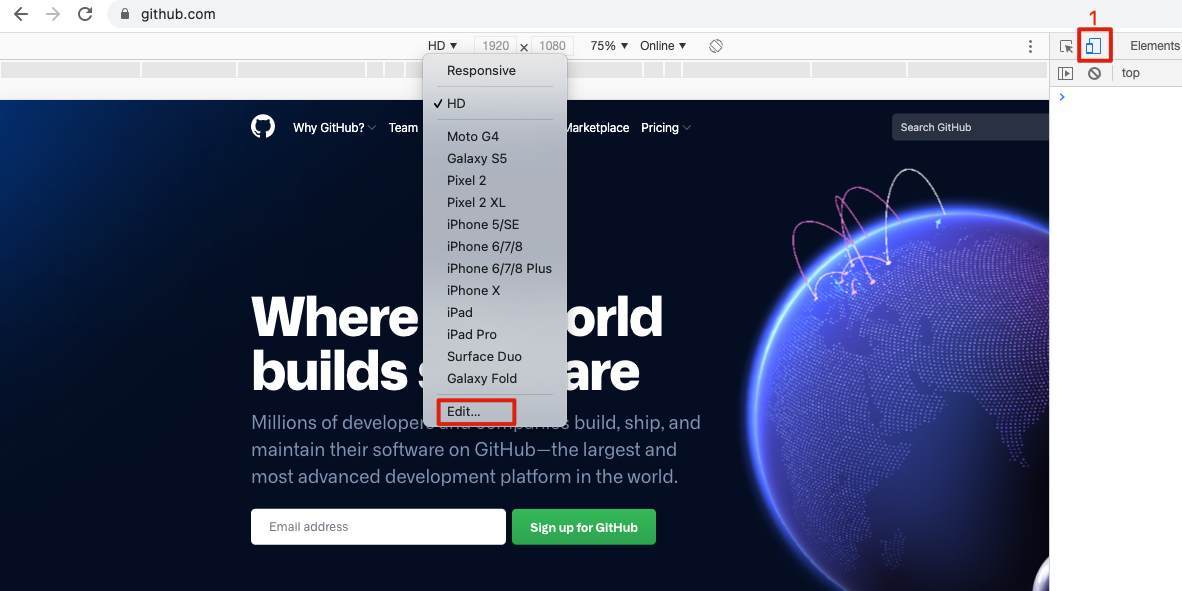 github.com
1
HD ▼ 1920 × 1080 75% ▼ Online ▼
Elements
top
Responsive
✓ HD
Moto G4
Galaxy S5
Pixel 2
Pixel 2 XL
iPhone 5/SE
iPhone 6/7/8
iPhone 6/7/8 Plus
iPhone X
iPad
iPad Pro
Surface Duo
Galaxy Fold
Edit...
Why GitHub? Team Marketplace Pricing
Search GitHub
Where orld
builds s are
Millions of developers and companies build, ship, and
maintain their software on GitHub—the largest and
most advanced development platform in the world.
Email address
Sign up for GitHub